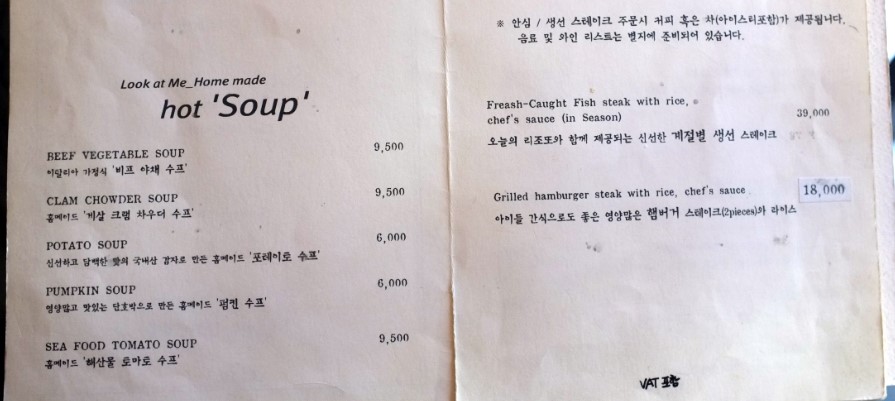 Look at Me_Home made
hot 'Soup'
BEEF VEGETABLE SOUP 9,500
이탈리아 가정식 '비프 야채 수프'
CLAM CHOWDER SOUP 9,500
홈메이드 '게살 크램 차우더 수프'
POTATO SOUP 6,000
신선하고 담백한 맛의 국내산 감자로 만든 홈메이드 '포테이토 수프'
PUMPKIN SOUP 6,000
영양많고 맛있는 단호박으로 만든 홈메이드 '펌킨 수프'
SEA FOOD TOMATO SOUP 9,500
홈메이드 '해산물 토마토 수프'
※ 안심 / 생선 스테이크 주문시 커피 혹은 차(아이스티포함)가 제공됩니다.
음료 및 와인 리스트는 별지에 준비되어 있습니다.
Freash-Caught Fish steak with rice,
chef's sauce (in Season) 39,000
오늘의 리조또와 함께 제공되는 신선한 계절별 생선 스테이크
Grilled hamburger steak with rice, chef's sauce 18,000
아이들 간식으로도 좋은 영양많은 햄버거 스테이크(2pieces)와 라이스
VAT 포함